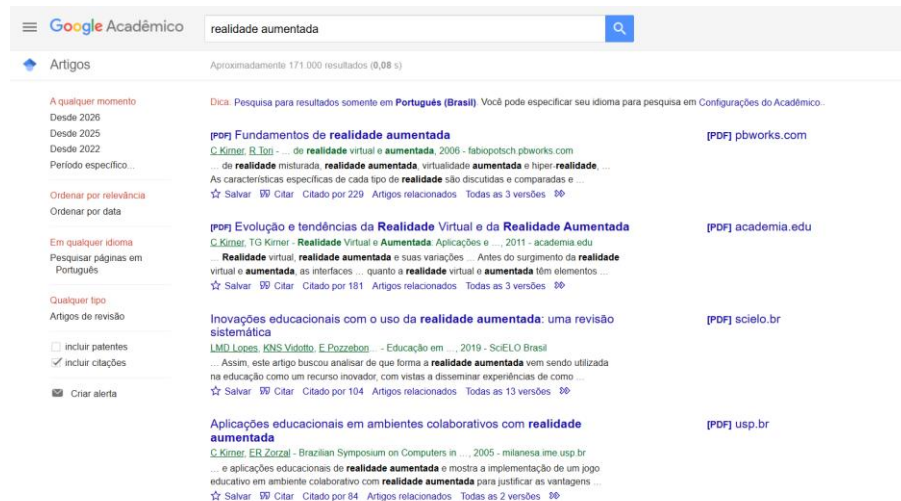 Google Acadêmico
realidade aumentada
Artigos
Aproximadamente 171.000 resultados (0,08 s)
A qualquer momento
Desde 2026
Desde 2025
Desde 2022
Período específico...
Ordenar por relevância
Ordenar por data
Em qualquer idioma
Pesquisar páginas em
Português
Qualquer tipo
Artigos de revisão
incluir patentes
incluir citações
Criar alerta
Dica: Pesquisa para resultados somente em Português (Brasil). Você pode especificar seu idioma para pesquisa em Configurações do Acadêmico..
[PDF] Fundamentos de realidade aumentada
C Kirner, R Tori - ... de realidade virtual e aumentada, 2006 - fabiopotsch.pbworks.com
... de realidade misturada, realidade aumentada, virtualidade aumentada e hiper-realidade, ...
As características específicas de cada tipo de realidade são discutidas e comparadas e ...
Salvar Citar Citado por 229 Artigos relacionados Todas as 3 versões
[PDF] pbworks.com
[PDF] Evolução e tendências da Realidade Virtual e da Realidade Aumentada
C Kirner, TG Kirner - Realidade Virtual e Aumentada: Aplicações e ..., 2011 - academia.edu
... Realidade virtual, realidade aumentada e suas variações ... Antes do surgimento da realidade
virtual e aumentada, as interfaces ... quanto a realidade virtual e aumentada têm elementos ...
Salvar Citar Citado por 181 Artigos relacionados Todas as 3 versões
[PDF] academia.edu
Inovações educacionais com o uso da realidade aumentada: uma revisão
sistemática
LMD Lopes, KNS Vidotto, E Pozzebon... - Educação em ..., 2019 - SciELO Brasil
... Assim, este artigo buscou analisar de que forma a realidade aumentada vem sendo utilizada
na educação como um recurso inovador, com vistas a disseminar experiências de como ...
Salvar Citar Citado por 104 Artigos relacionados Todas as 13 versões
[PDF] scielo.br
Aplicações educacionais em ambientes colaborativos com realidade
aumentada
C Kirner, ER Zorzal - Brazilian Symposium on Computers in ..., 2005 - milanesa.ime.usp.br
... e aplicações educacionais de realidade aumentada e mostra a implementação de um jogo
educativo em ambiente colaborativo com realidade aumentada para justificar as vantagens ...
Salvar Citar Citado por 84 Artigos relacionados Todas as 2 versões
[PDF] usp.br